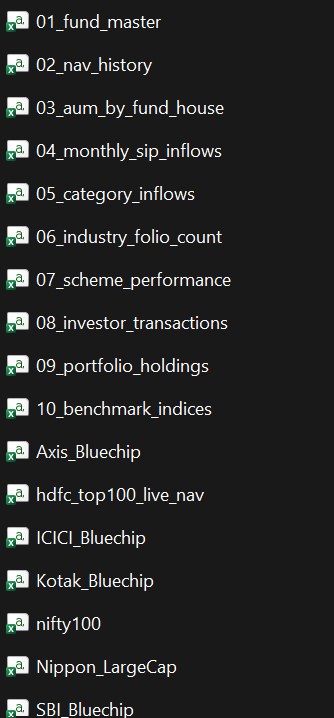 01_fund_master
02_nav_history
03_aum_by_fund_house
04_monthly_sip_inflows
05_category_inflows
06_industry_folio_count
07_scheme_performance
08_investor_transactions
09_portfolio_holdings
10_benchmark_indices
Axis_Bluechip
hdfc_top100_live_nav
ICICI_Bluechip
Kotak_Bluechip
nifty100
Nippon_LargeCap
SBI_Bluechip